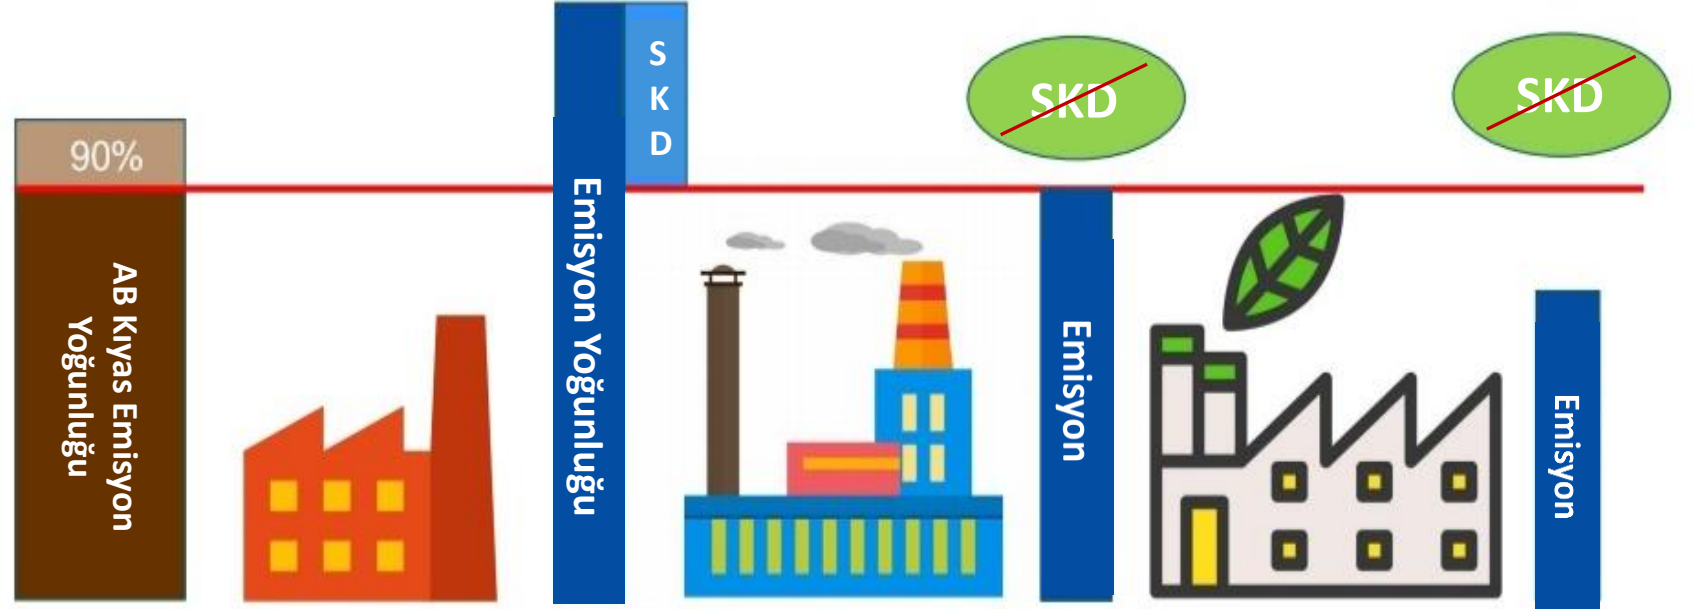 90%
AB Kıyas Emisyon
Yoğunluğu
Emisyon Yoğunluğu
S
K
D
SKD
Emisyon
SKD
Emisyon